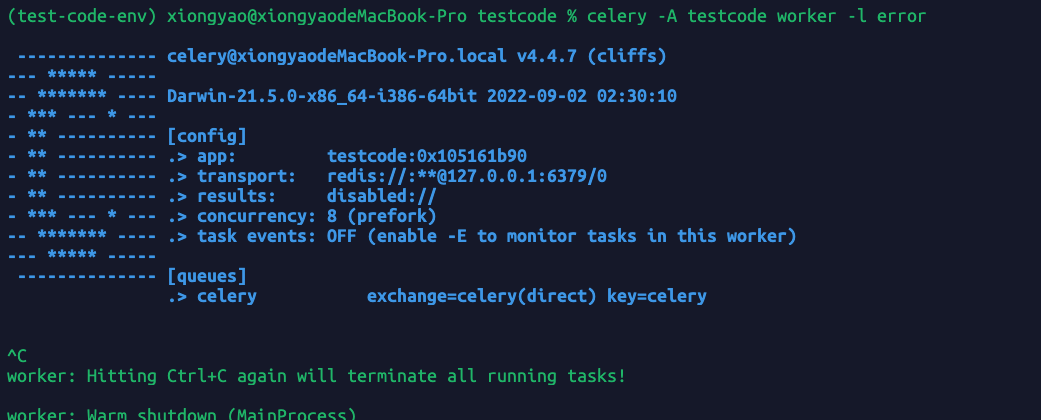 (test-code-env) xiongyao@xiongyaodeMacBook-Pro testcode % celery -A testcode worker -l error
 -------------- celery@xiongyaodeMacBook-Pro.local v4.4.7 (cliffs)
--- ***** -----
-- ******* ---- Darwin-21.5.0-x86_64-i386-64bit 2022-09-02 02:30:10
- *** --- * ---
- ** ---------- [config]
- ** ---------- .> app:         testcode:0x105161b90
- ** ---------- .> transport:   redis://:**@127.0.0.1:6379/0
- ** ---------- .> results:     disabled://
- *** --- * --- .> concurrency: 8 (prefork)
-- ******* ---- .> task events: OFF (enable -E to monitor tasks in this worker)
--- ***** -----
 -------------- [queues]
                .> celery           exchange=celery(direct) key=celery
^C
worker: Hitting Ctrl+C again will terminate all running tasks!
worker: Warm shutdown (MainProcess)